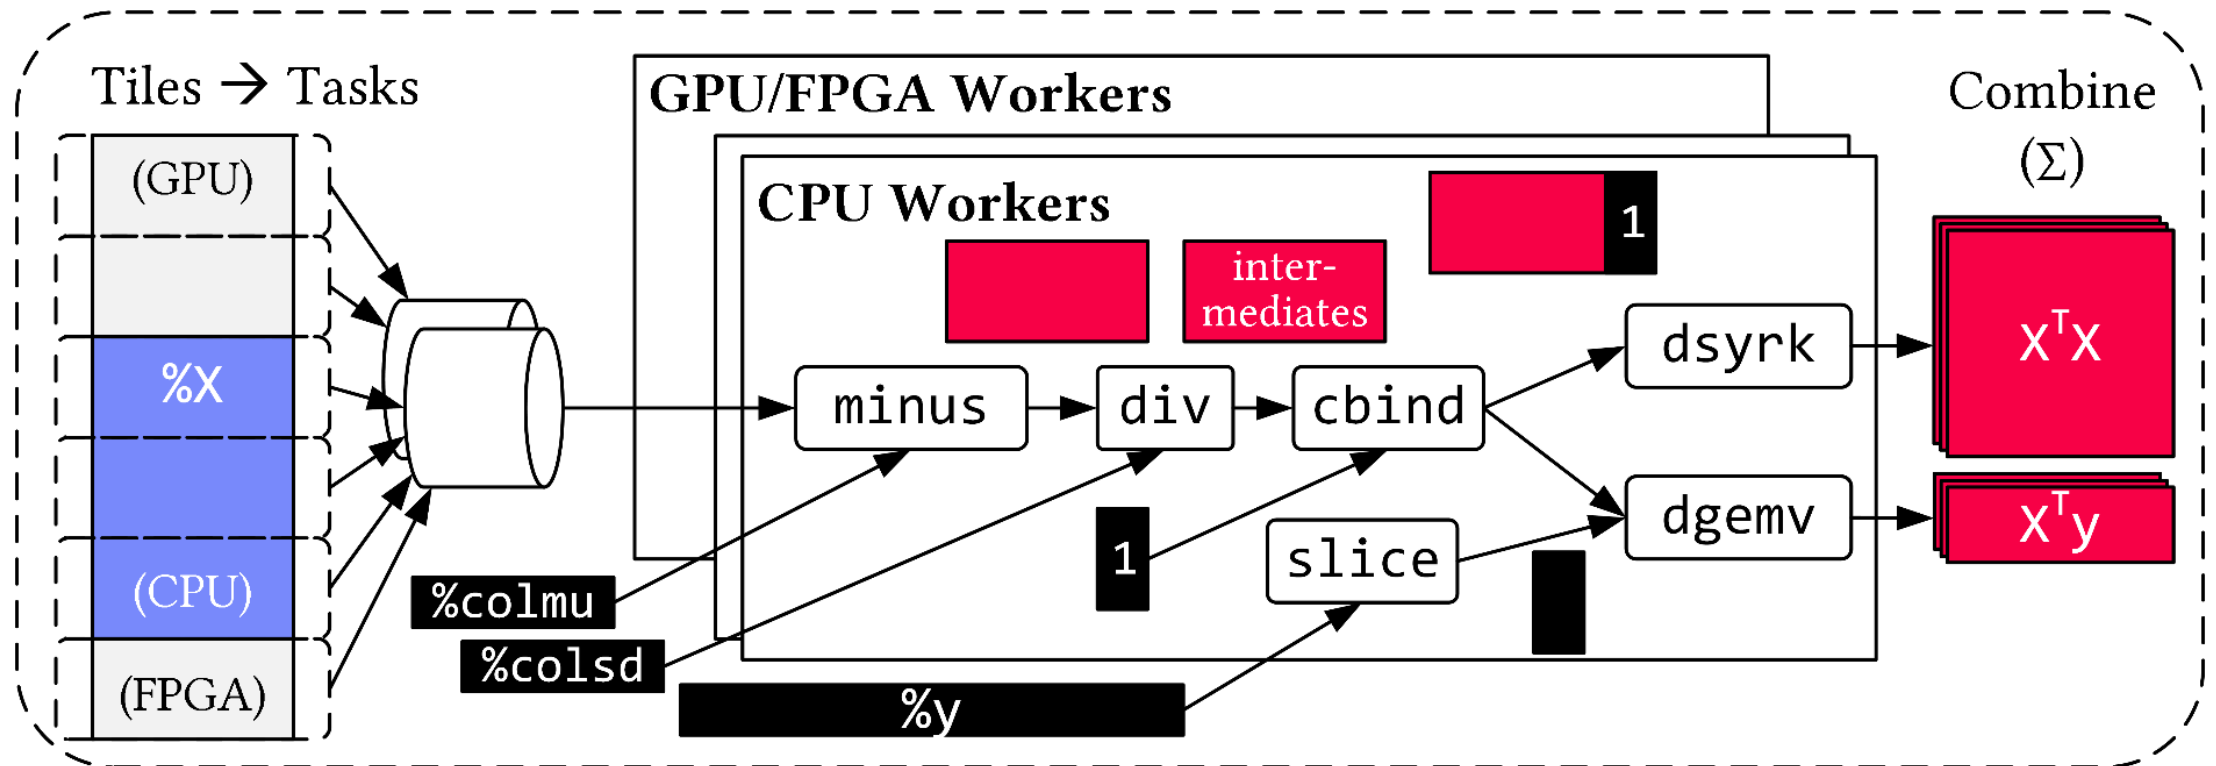 Tiles → Tasks
(GPU)
%X
(CPU)
(FPGA)
GPU/FPGA Workers
CPU Workers
inter-
mediates
1
minus
div
cbind
dsyrk
dgemv
slice
1
%colmu
%colsd
%y
Combine
(Σ)
XᵀX
Xᵀy